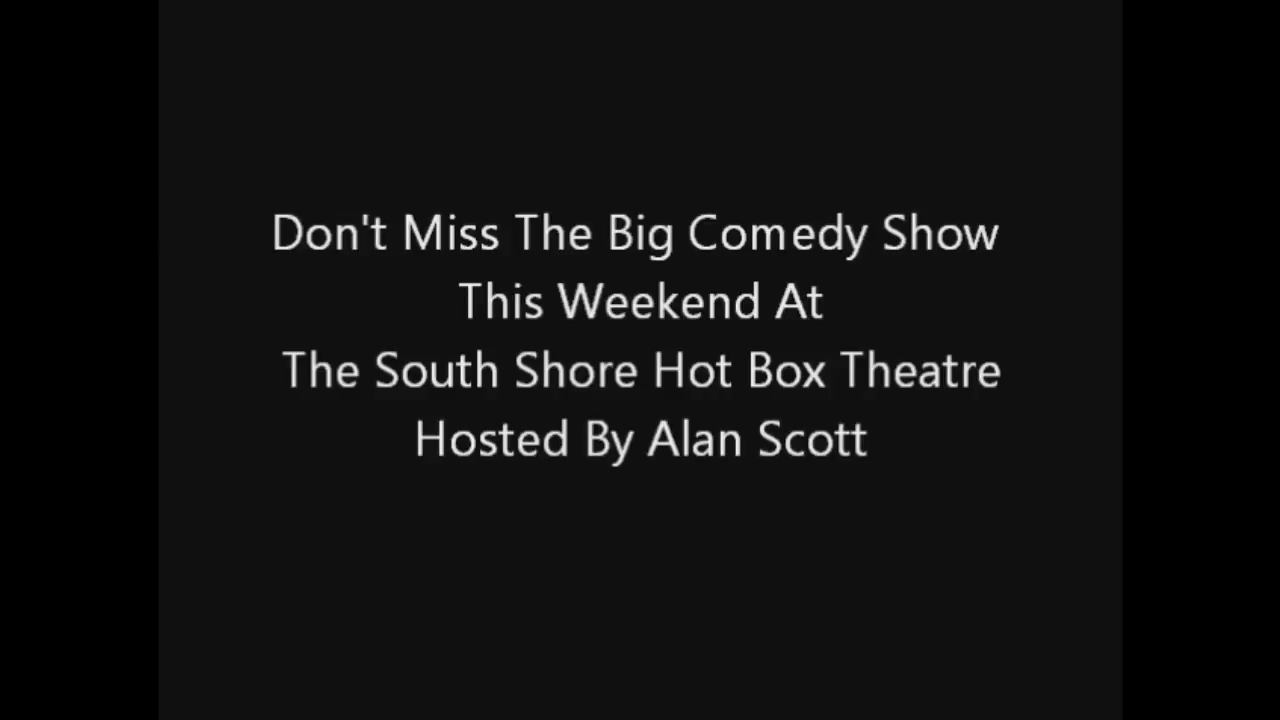 Don't Miss The Big Comedy Show
This Weekend At
The South Shore Hot Box Theatre
Hosted By Alan Scott